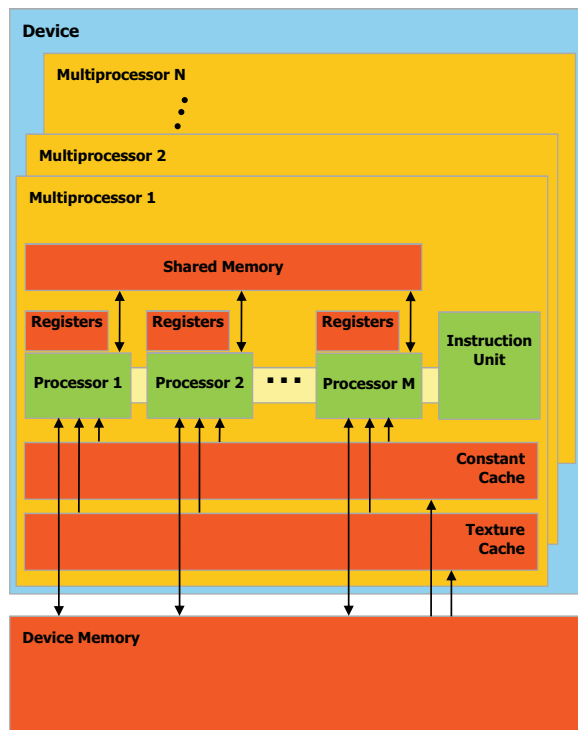 Device
Multiprocessor N
Multiprocessor 2
Multiprocessor 1
Shared Memory
Registers
Registers
Registers
Instruction
Unit
Processor 1
Processor 2
Processor M
Constant
Cache
Texture
Cache
Device Memory